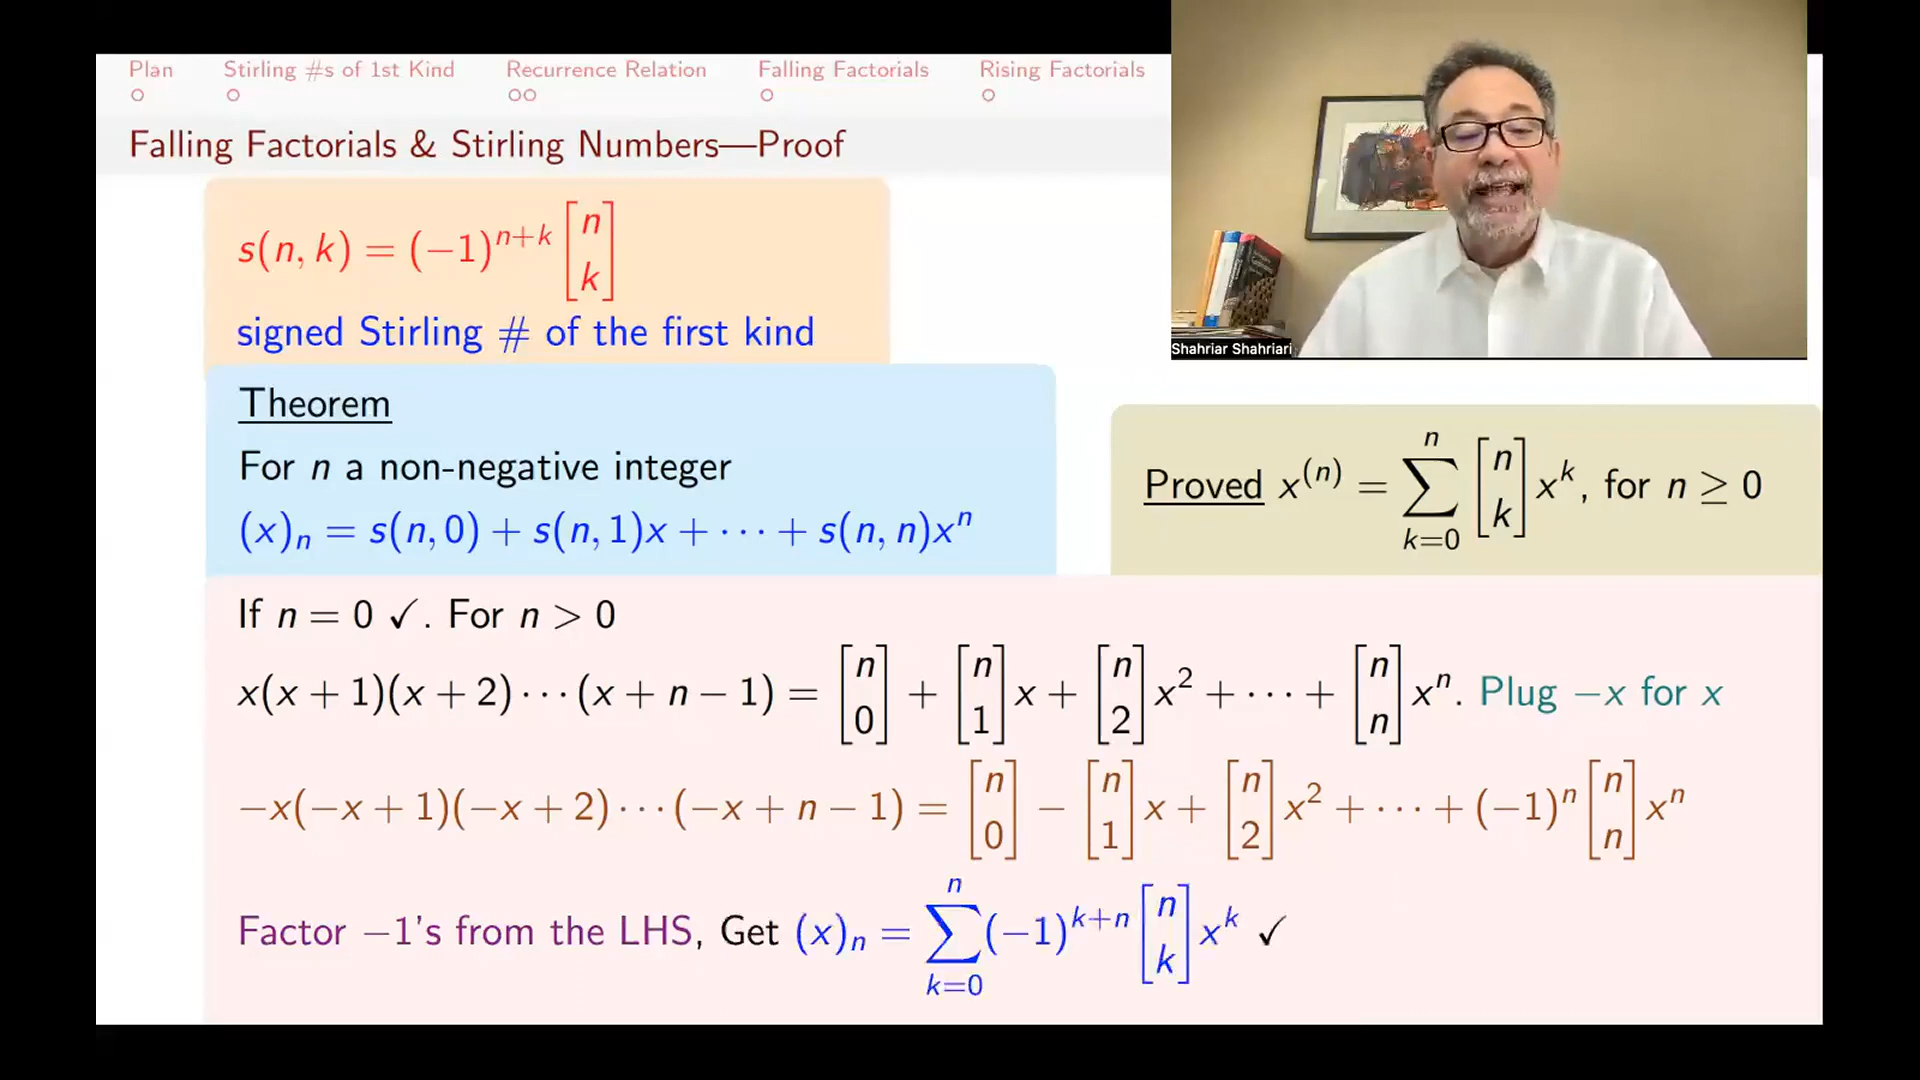 Plan Stirling #s of 1st Kind Recurrence Relation Falling Factorials Rising Factorials
Falling Factorials & Stirling Numbers—Proof
s(n, k) = (−1)^{n+k} [n k]
signed Stirling # of the first kind
Theorem
For n a non-negative integer
(x)_n = s(n, 0) + s(n, 1)x + ··· + s(n, n)x^n
Shahriar Shahriari
Proved x^{(n)} = ∑_{k=0}^{n} [n k] x^k, for n ≥ 0
If n = 0 ✓. For n > 0
x(x + 1)(x + 2)···(x + n − 1) = [n 0] + [n 1] x + [n 2] x^2 + ··· + [n n] x^n. Plug −x for x
−x(−x + 1)(−x + 2)···(−x + n − 1) = [n 0] − [n 1] x + [n 2] x^2 + ··· + (−1)^n [n n] x^n
Factor −1's from the LHS, Get (x)_n = ∑_{k=0}^{n} (−1)^{k+n} [n k] x^k ✓